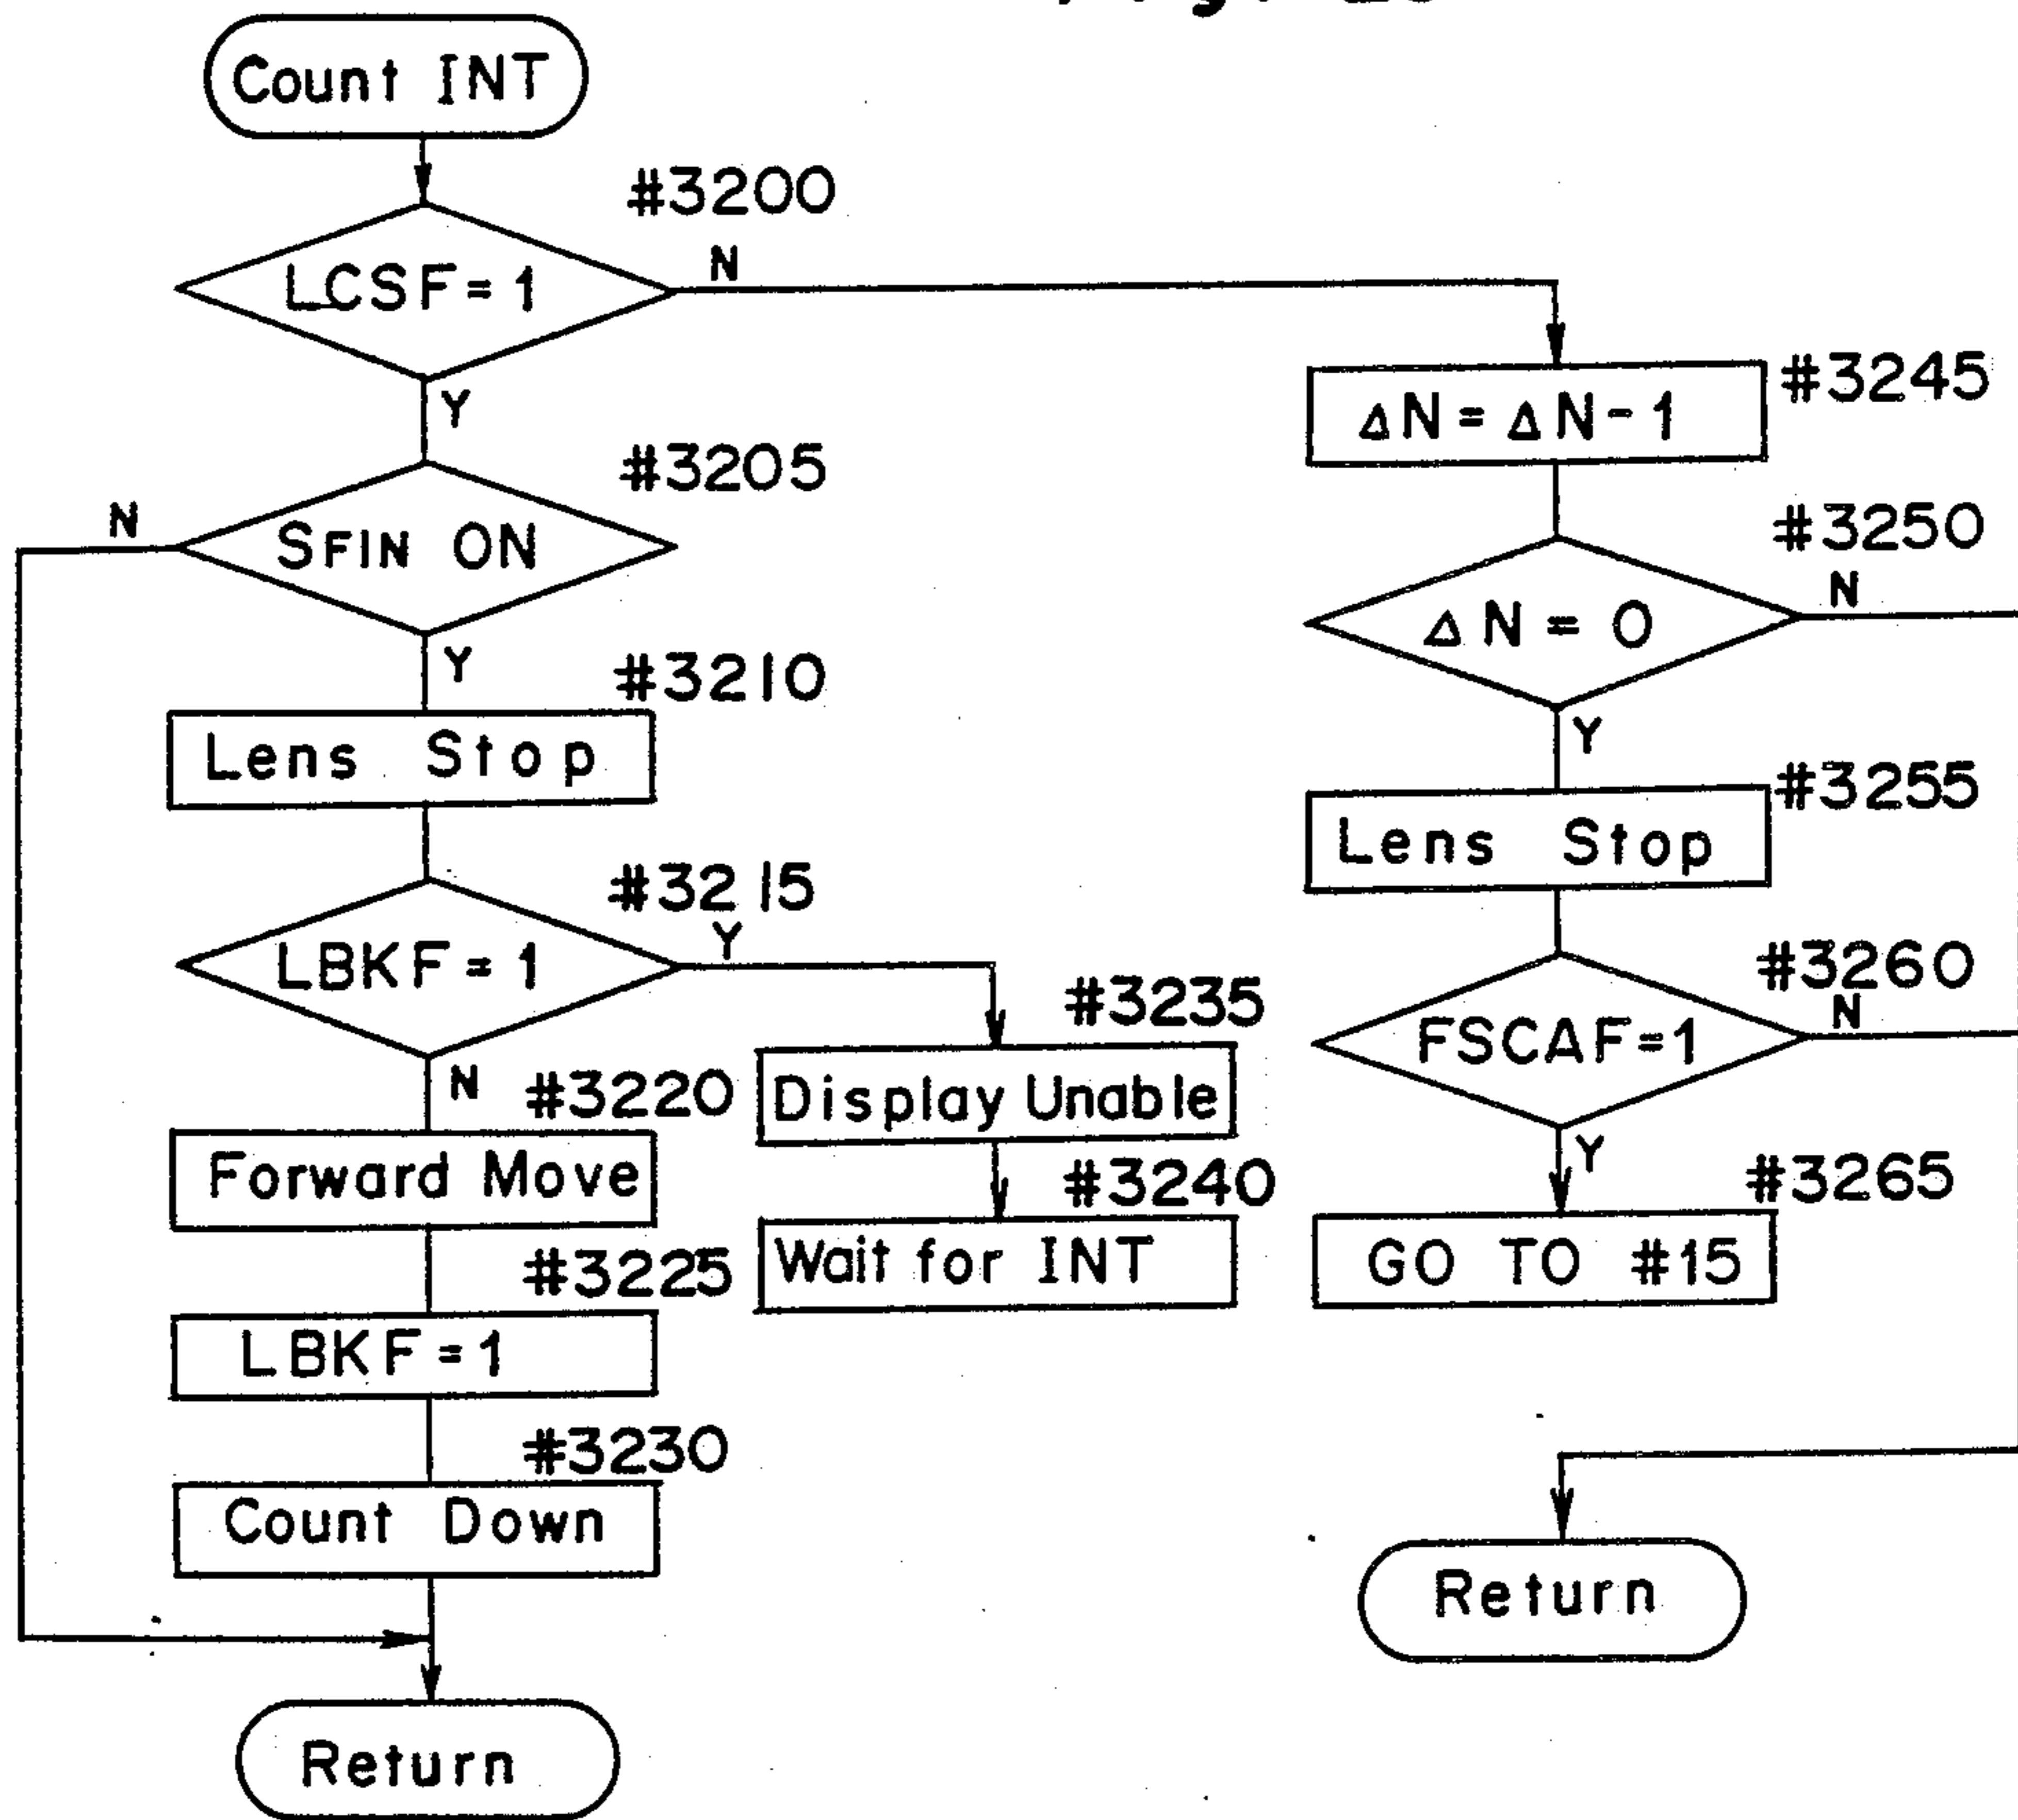 Count INT
#3200
LCSF=1
N
Y
#3205
SFIN ON
N
Y
#3210
Lens Stop
#3215
LBKF=1
Y
N
#3220
Forward Move
#3225
LBKF=1
#3230
Count Down
Return
#3235
Display Unable
#3240
Wait for INT
#3245
ΔN=ΔN-1
#3250
ΔN=0
N
Y
#3255
Lens Stop
#3260
FSCAF=1
N
Y
#3265
GO TO #15
Return